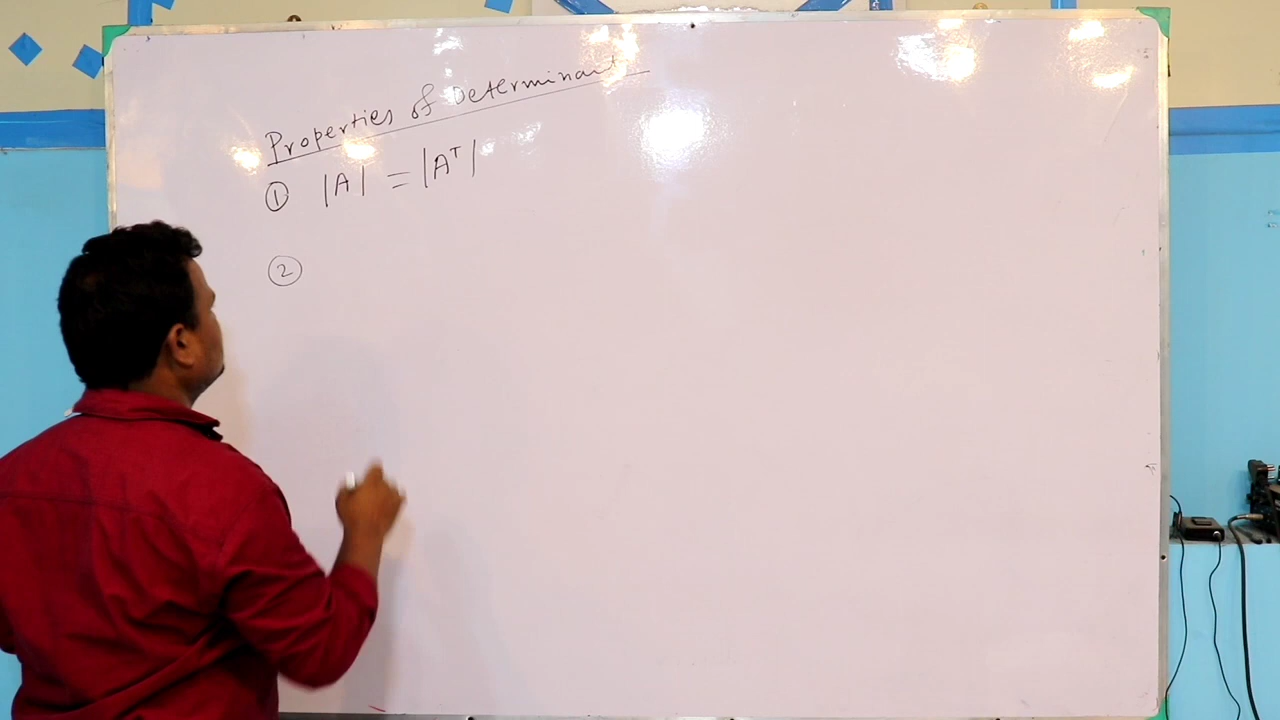 Properties of Determinant
① |A| = |Aᵀ|
②